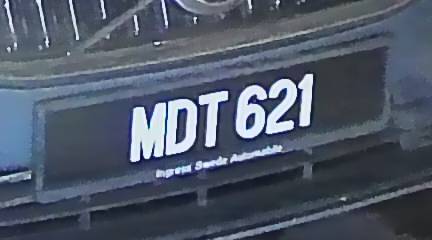 MDT 621
Ingress Swede Automobile